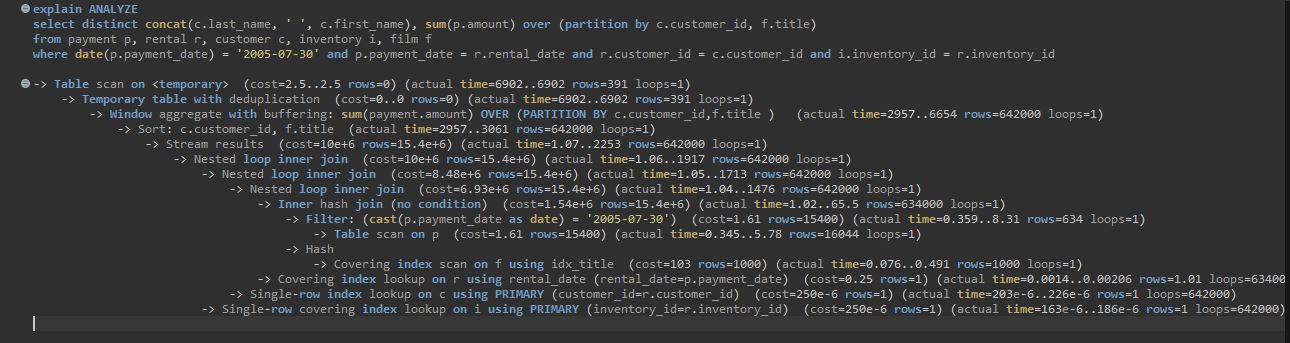 explain ANALYZE
select distinct concat(c.last_name, ' ', c.first_name), sum(p.amount) over (partition by c.customer_id, f.title)
from payment p, rental r, customer c, inventory i, film f
where date(p.payment_date) = '2005-07-30' and p.payment_date = r.rental_date and r.customer_id = c.customer_id and i.inventory_id = r.inventory_id
-> Table scan on <temporary>  (cost=2.5..2.5 rows=0) (actual time=6902..6902 rows=391 loops=1)
-> Temporary table with deduplication  (cost=0..0 rows=0) (actual time=6902..6902 rows=391 loops=1)
-> Window aggregate with buffering: sum(payment.amount) OVER (PARTITION BY c.customer_id,f.title )   (actual time=2957..6654 rows=642000 loops=1)
-> Sort: c.customer_id, f.title  (actual time=2957..3061 rows=642000 loops=1)
-> Stream results  (cost=10e+6 rows=15.4e+6) (actual time=1.07..2253 rows=642000 loops=1)
-> Nested loop inner join  (cost=10e+6 rows=15.4e+6) (actual time=1.06..1917 rows=642000 loops=1)
-> Nested loop inner join  (cost=8.48e+6 rows=15.4e+6) (actual time=1.05..1713 rows=642000 loops=1)
-> Nested loop inner join  (cost=6.93e+6 rows=15.4e+6) (actual time=1.04..1476 rows=642000 loops=1)
-> Inner hash join (no condition)  (cost=1.54e+6 rows=15.4e+6) (actual time=1.02..65.5 rows=634000 loops=1)
-> Filter: (cast(p.payment_date as date) = '2005-07-30')  (cost=1.61 rows=15400) (actual time=0.359..8.31 rows=634 loops=1)
-> Table scan on p  (cost=1.61 rows=15400) (actual time=0.345..5.78 rows=16044 loops=1)
-> Hash
-> Covering index scan on f using idx_title  (cost=103 rows=1000) (actual time=0.076..0.491 rows=1000 loops=1)
-> Covering index lookup on r using rental_date (rental_date=p.payment_date)  (cost=0.25 rows=1) (actual time=0.0014..0.00206 rows=1.01 loops=63400
-> Single-row index lookup on c using PRIMARY (customer_id=r.customer_id)  (cost=250e-6 rows=1) (actual time=203e-6..226e-6 rows=1 loops=642000)
-> Single-row covering index lookup on i using PRIMARY (inventory_id=r.inventory_id)  (cost=250e-6 rows=1) (actual time=163e-6..186e-6 rows=1 loops=642000)